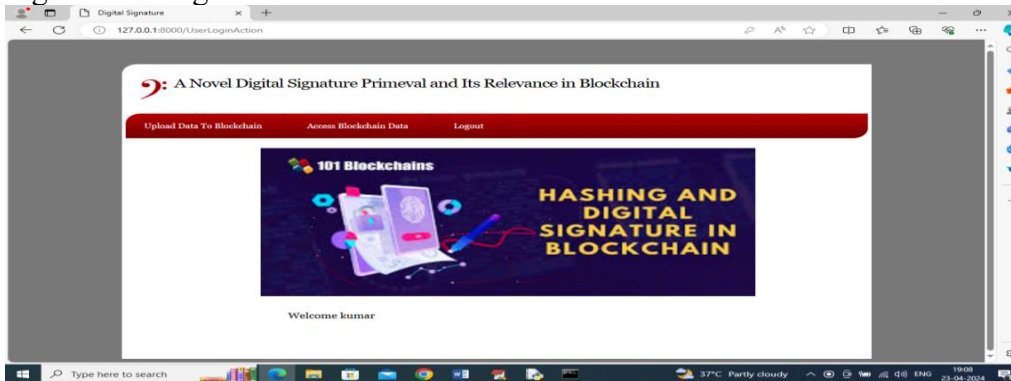 Digital Signature
127.0.0.1:8000/UserLoginAction
A Novel Digital Signature Primeval and Its Relevance in Blockchain
Upload Data To Blockchain Access Blockchain Data Logout
101 Blockchains
HASHING AND
DIGITAL
SIGNATURE IN
BLOCKCHAIN
Welcome kumar
Type here to search 37°C Partly cloudy ENG 19:08
23-04-2024